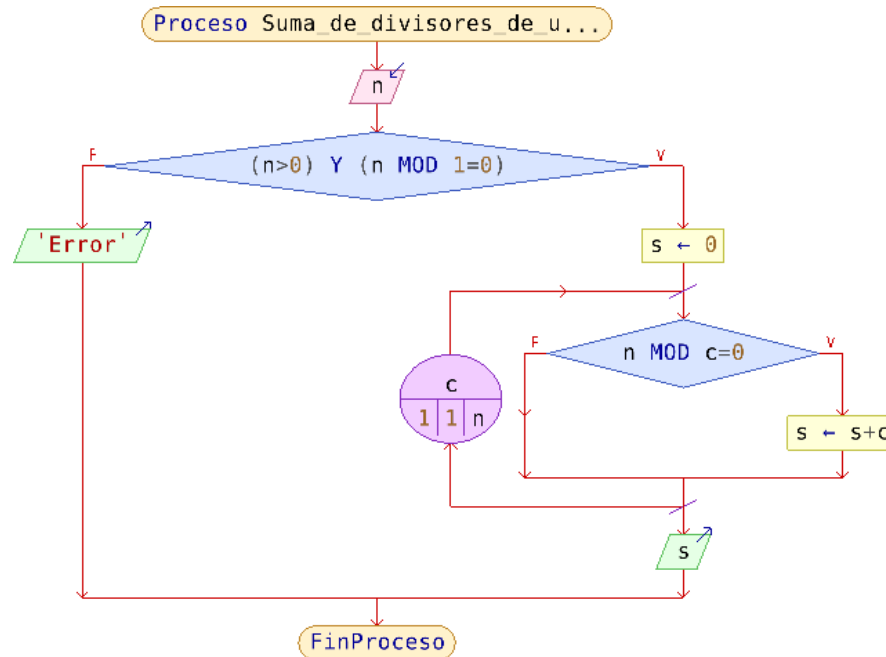 Proceso Suma_de_divisores_de_u...
n
(n>0) Y (n MOD 1=0)
F
V
'Error'
s ← 0
n MOD c=0
F
V
c
1 1 n
s ← s+c
s
FinProceso